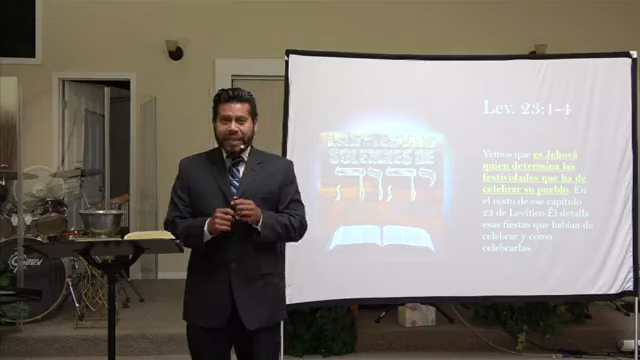 SOLEMNES DE
יהוה
Lev. 23:1-4
Vemos que es Jehová
quien determina las
festividades que ha de
celebrar su pueblo. En
el resto de ese capítulo
23 de Levítico Él detalla
esas fiestas que habían de
celebrar y como
celebrarlas.